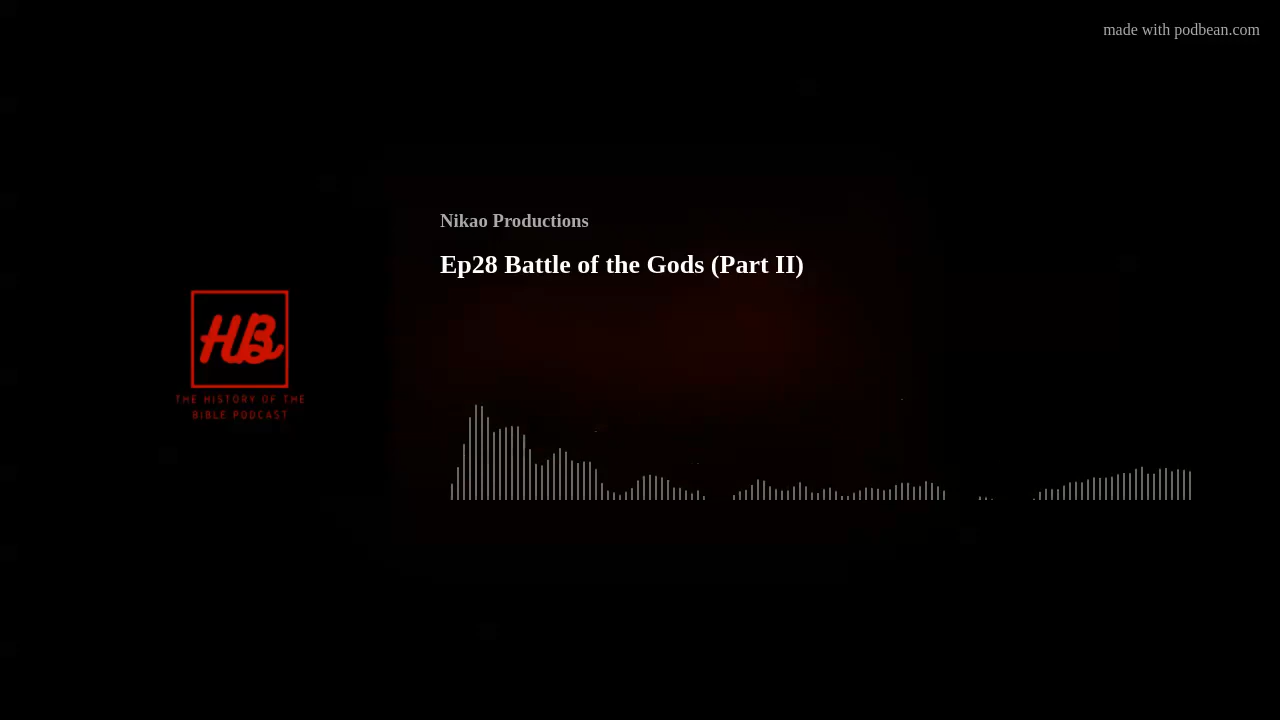 made with podbean.com
Nikao Productions
Ep28 Battle of the Gods (Part II)
HB
THE HISTORY OF THE
BIBLE PODCAST